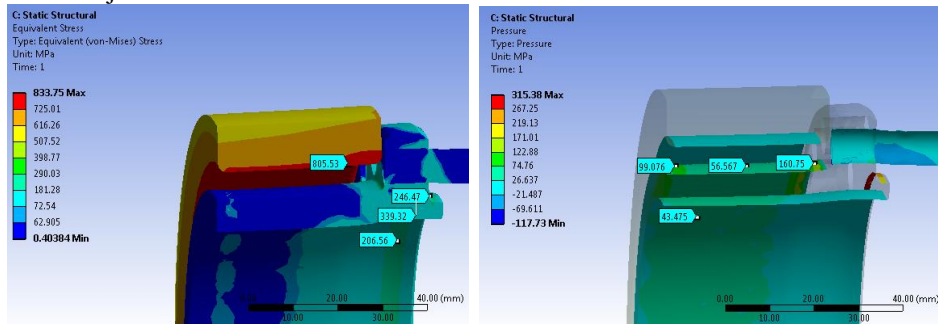 C: Static Structural
Equivalent Stress
Type: Equivalent (von-Mises) Stress
Unit: MPa
Time: 1
833.75 Max
725.01
616.26
507.52
398.77
290.03
181.28
72.54
62.905
0.40384 Min
805.53
246.47
339.32
206.56
0.00
20.00
40.00 (mm)
10.00
30.00
C: Static Structural
Pressure
Type: Pressure
Unit: MPa
Time: 1
315.38 Max
267.25
219.13
171.01
122.88
74.76
26.637
-21.487
-69.611
-117.73 Min
99.076
56.567
160.75
43.475
0.00
20.00
40.00 (mm)
10.00
30.00